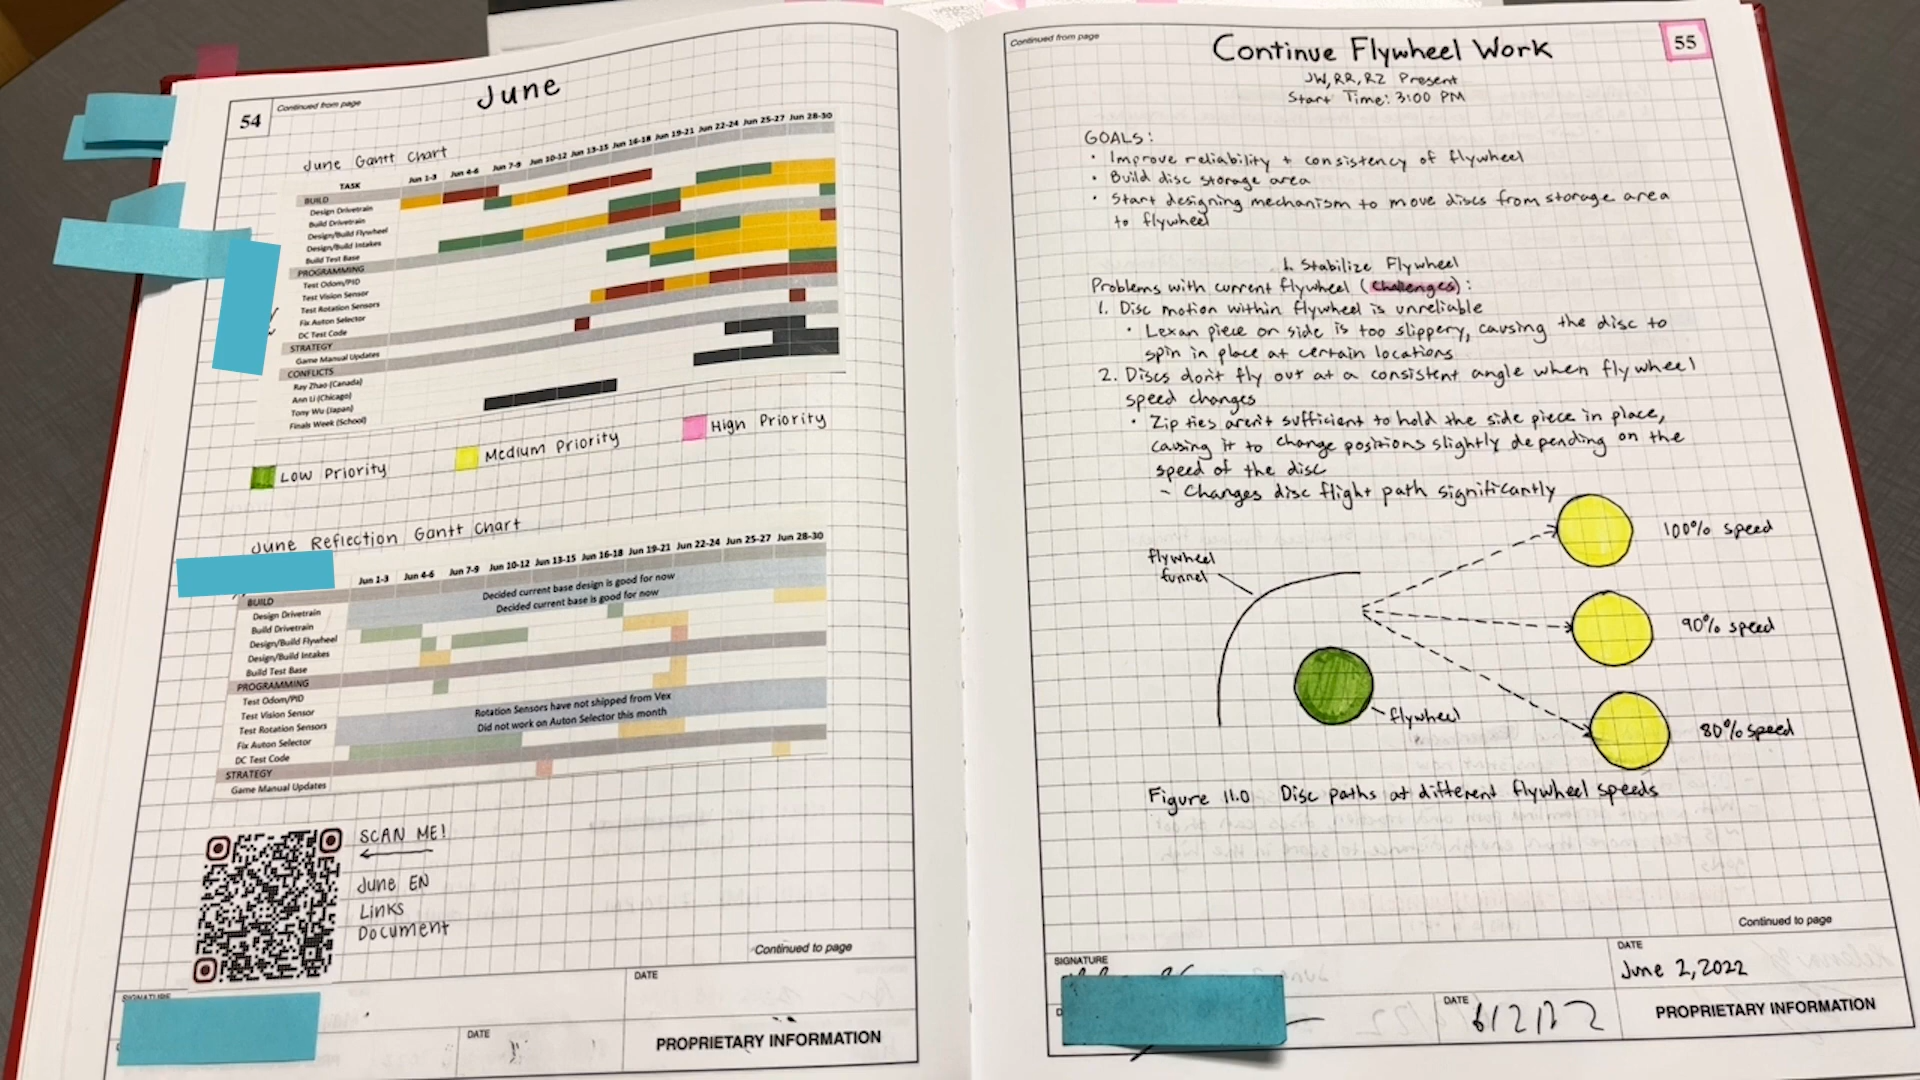 54
Continued from page
June
June Gantt Chart
TASK Jun 1-3 Jun 4-6 Jun 7-9 Jun 10-12 Jun 13-15 Jun 16-18 Jun 19-21 Jun 22-24 Jun 25-27 Jun 28-30
BUILD
Design Drivetrain
Build Drivetrain
Design/Build Flywheel
Design/Build Intakes
Build Test Base
PROGRAMMING
Test Odom/PID
Test Vision Sensor
Test Rotation Sensors
Fix Auton Selector
DC Test Code
STRATEGY
Game Manual Updates
CONFLICTS
Ray Zhao (Canada)
Ann Li (Chicago)
Tony Wu (Japan)
Finals Week (School)
Low Priority
Medium Priority
High Priority
June Reflection Gantt Chart
Jun 1-3 Jun 4-6 Jun 7-9 Jun 10-12 Jun 13-15 Jun 16-18 Jun 19-21 Jun 22-24 Jun 25-27 Jun 28-30
BUILD
Design Drivetrain Decided current base design is good for now
Build Drivetrain Decided current base is good for now
Design/Build Flywheel
Design/Build Intakes
Build Test Base
PROGRAMMING
Test Odom/PID
Test Vision Sensor
Test Rotation Sensors Rotation Sensors have not shipped from Vex
Fix Auton Selector Did not work on Auton Selector this month
DC Test Code
STRATEGY
Game Manual Updates
SCAN ME!
June EN
Links
Document
Continued to page
SIGNATURE
DATE
DATE
PROPRIETARY INFORMATION
Continued from page
55
Continue Flywheel Work
JW, RR, RZ Present
Start Time: 3:00 PM
GOALS:
• Improve reliability + consistency of flywheel
• Build disc storage area
• Start designing mechanism to move discs from storage area
to flywheel
1. Stabilize Flywheel
Problems with current flywheel (challenges):
1. Disc motion within flywheel is unreliable
• Lexan piece on side is too slippery, causing the disc to
spin in place at certain locations
2. Discs don't fly out at a consistent angle when flywheel
speed changes
• Zip ties aren't sufficient to hold the side piece in place,
causing it to change positions slightly depending on the
speed of the disc
- Changes disc flight path significantly
flywheel
funnel
flywheel
100% speed
90% speed
80% speed
Figure 11.0 Disc paths at different flywheel speeds
Continued to page
SIGNATURE
DATE
June 2, 2022
DATE
6/2/22
PROPRIETARY INFORMATION